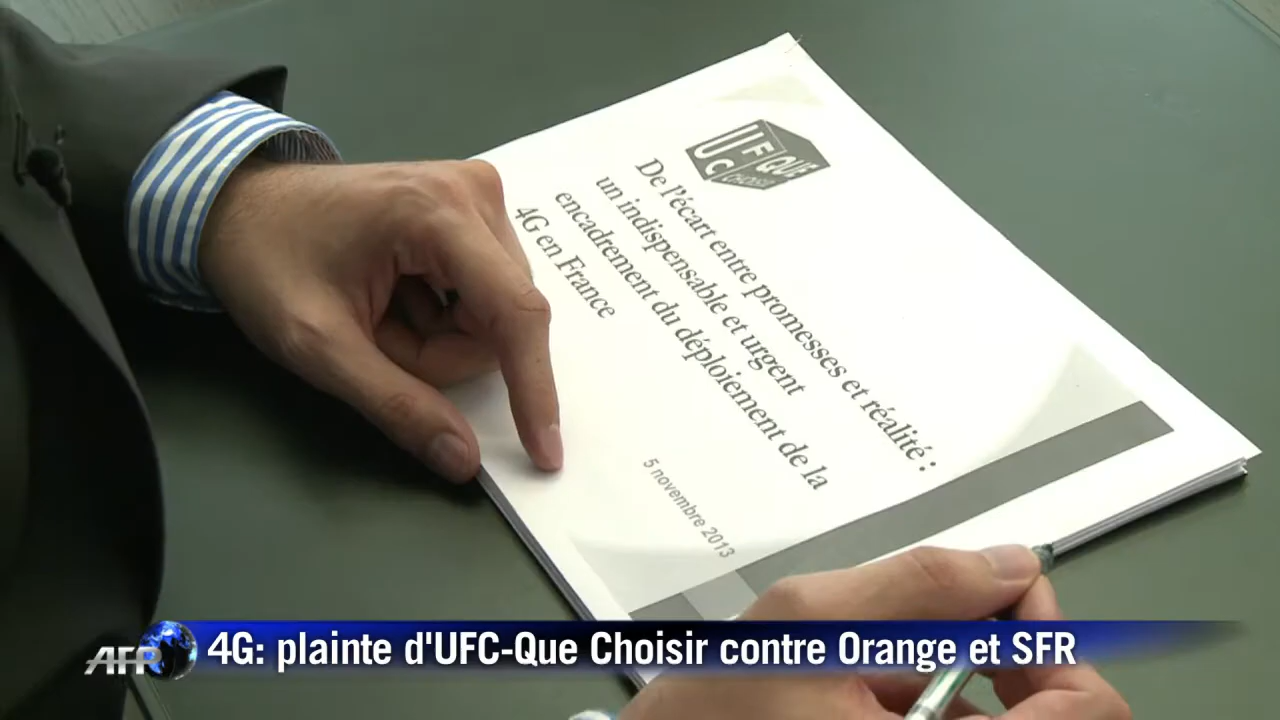 UFC QUE
CHOISIR
De l'écart entre promesses et réalité :
un indispensable et urgent
encadrement du déploiement de la
4G en France
5 novembre 2013
AFP 4G: plainte d'UFC-Que Choisir contre Orange et SFR